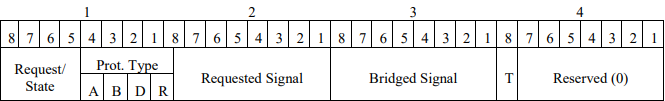 1 2 3 4
8 7 6 5 4 3 2 1 8 7 6 5 4 3 2 1 8 7 6 5 4 3 2 1 8 7 6 5 4 3 2 1
Request/ Prot. Type
State A B D R Requested Signal Bridged Signal T Reserved (0)